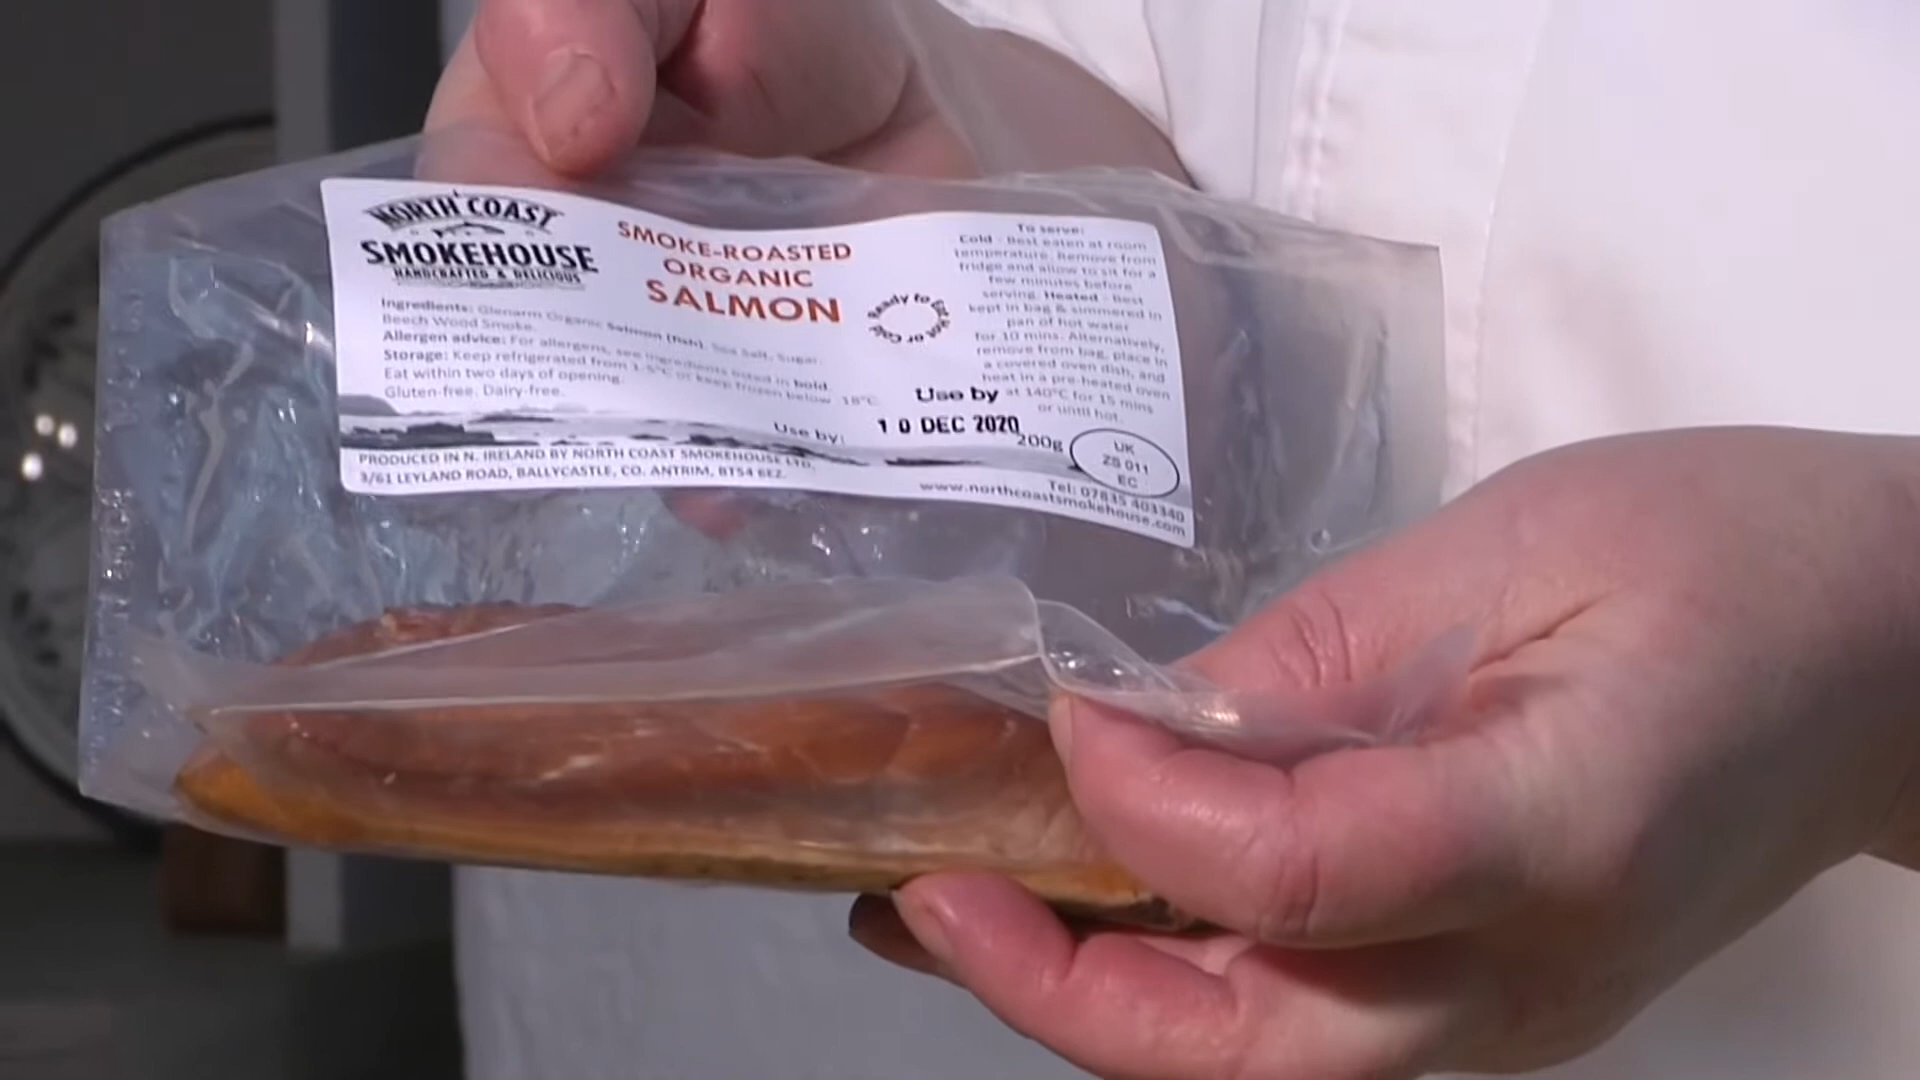 NORTH COAST
SMOKEHOUSE
HANDCRAFTED & DELICIOUS
SMOKE-ROASTED
ORGANIC
SALMON
Ready to Eat Hot or Cold
Ingredients: Glenarm Organic Salmon (fish), Sea Salt, Sugar,
Beech Wood Smoke.
Allergen advice: For allergens, see ingredients listed in bold.
Storage: Keep refrigerated from 1-5°C or keep frozen below 18°C
Eat within two days of opening.
Gluten-free. Dairy-free.
To serve:
Cold - Best eaten at room
temperature. Remove from
fridge and allow to sit for a
few minutes before
serving. Heated - Best
kept in bag & simmered in
pan of hot water
for 10 mins. Alternatively,
remove from bag, place in
a covered oven dish, and
heat in a pre-heated oven
at 140°C for 15 mins
or until hot.
Use by
Use by:
10 DEC 2020
200g
UK
ZS 011
EC
PRODUCED IN N. IRELAND BY NORTH COAST SMOKEHOUSE LTD,
3/61 LEYLAND ROAD, BALLYCASTLE, CO. ANTRIM, BT54 6EZ.
Tel: 07835 403340
www.northcoastsmokehouse.com